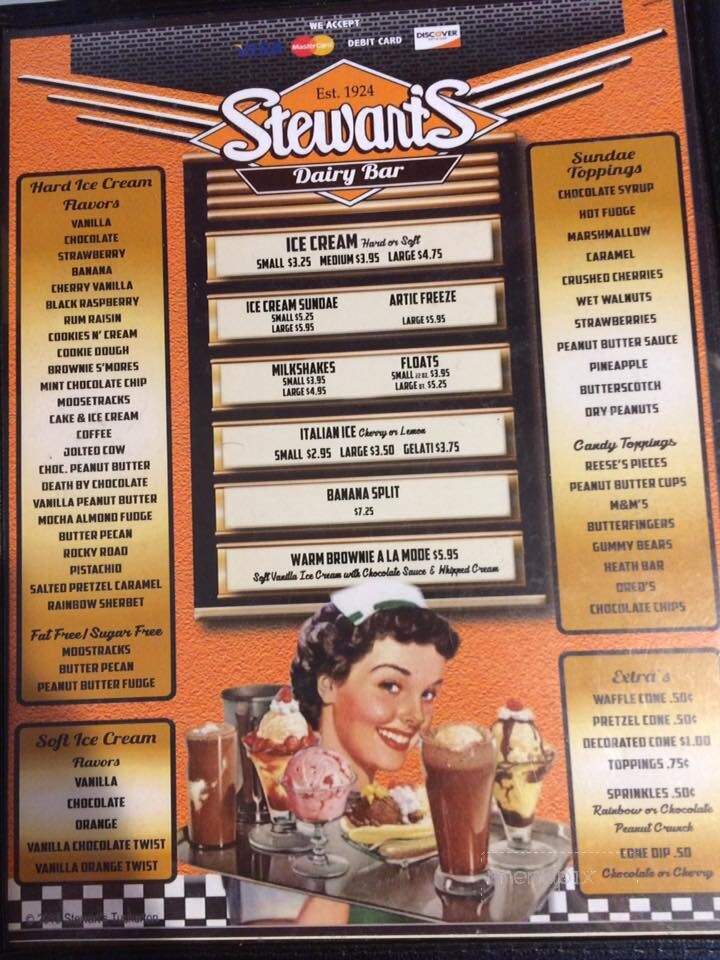 WE ACCEPT
VISA MasterCard DEBIT CARD DISCOVER
Est. 1924
Stewart's
Dairy Bar
Hard Ice Cream
Flavors
VANILLA
CHOCOLATE
STRAWBERRY
BANANA
CHERRY VANILLA
BLACK RASPBERRY
RUM RAISIN
COOKIES N' CREAM
COOKIE DOUGH
BROWNIE S'MORES
MINT CHOCOLATE CHIP
MOOSETRACKS
CAKE & ICE CREAM
COFFEE
JOLTED COW
CHOC. PEANUT BUTTER
DEATH BY CHOCOLATE
VANILLA PEANUT BUTTER
MOCHA ALMOND FUDGE
BUTTER PECAN
ROCKY ROAD
PISTACHIO
SALTED PRETZEL CARAMEL
RAINBOW SHERBET
Fat Free/Sugar Free
MOOSTRACKS
BUTTER PECAN
PEANUT BUTTER FUDGE
Soft Ice Cream
Flavors
VANILLA
CHOCOLATE
ORANGE
VANILLA CHOCOLATE TWIST
VANILLA ORANGE TWIST
ICE CREAM Hard or Soft
SMALL $3.25 MEDIUM $3.95 LARGE $4.75
ICE CREAM SUNDAE
SMALL $5.25
LARGE $5.95
ARTIC FREEZE
LARGE $5.95
MILKSHAKES
SMALL $3.95
LARGE $4.95
FLOATS
SMALL 12 OZ. $3.95
LARGE $5.25
ITALIAN ICE Cherry or Lemon
SMALL $2.95 LARGE $3.50 GELATI $3.75
BANANA SPLIT
$7.25
WARM BROWNIE A LA MODE $5.95
Soft Vanilla Ice Cream with Chocolate Sauce & Whipped Cream
Sundae
Toppings
CHOCOLATE SYRUP
HOT FUDGE
MARSHMALLOW
CARAMEL
CRUSHED CHERRIES
WET WALNUTS
STRAWBERRIES
PEANUT BUTTER SAUCE
PINEAPPLE
BUTTERSCOTCH
DRY PEANUTS
Candy Toppings
REESE'S PIECES
PEANUT BUTTER CUPS
M&M'S
BUTTERFINGERS
GUMMY BEARS
HEATH BAR
OREO'S
CHOCOLATE CHIPS
Extra's
WAFFLE CONE .50¢
PRETZEL CONE .50¢
DECORATED CONE $1.00
TOPPINGS .75¢
SPRINKLES .50¢
Rainbow or Chocolate
Peanut Crunch
CONE DIP .50
Chocolate or Cherry
menupix
Stewart's